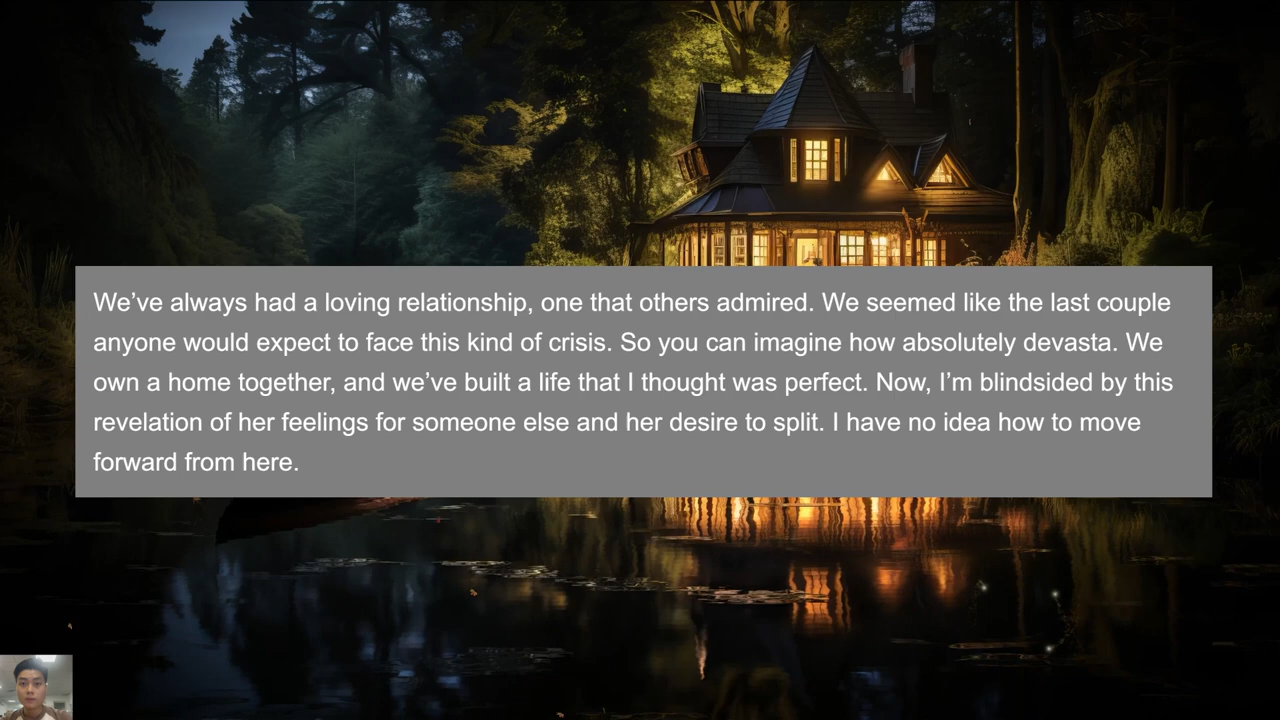 We’ve always had a loving relationship, one that others admired. We seemed like the last couple
anyone would expect to face this kind of crisis. So you can imagine how absolutely devasta. We
own a home together, and we’ve built a life that I thought was perfect. Now, I’m blindsided by this
revelation of her feelings for someone else and her desire to split. I have no idea how to move
forward from here.